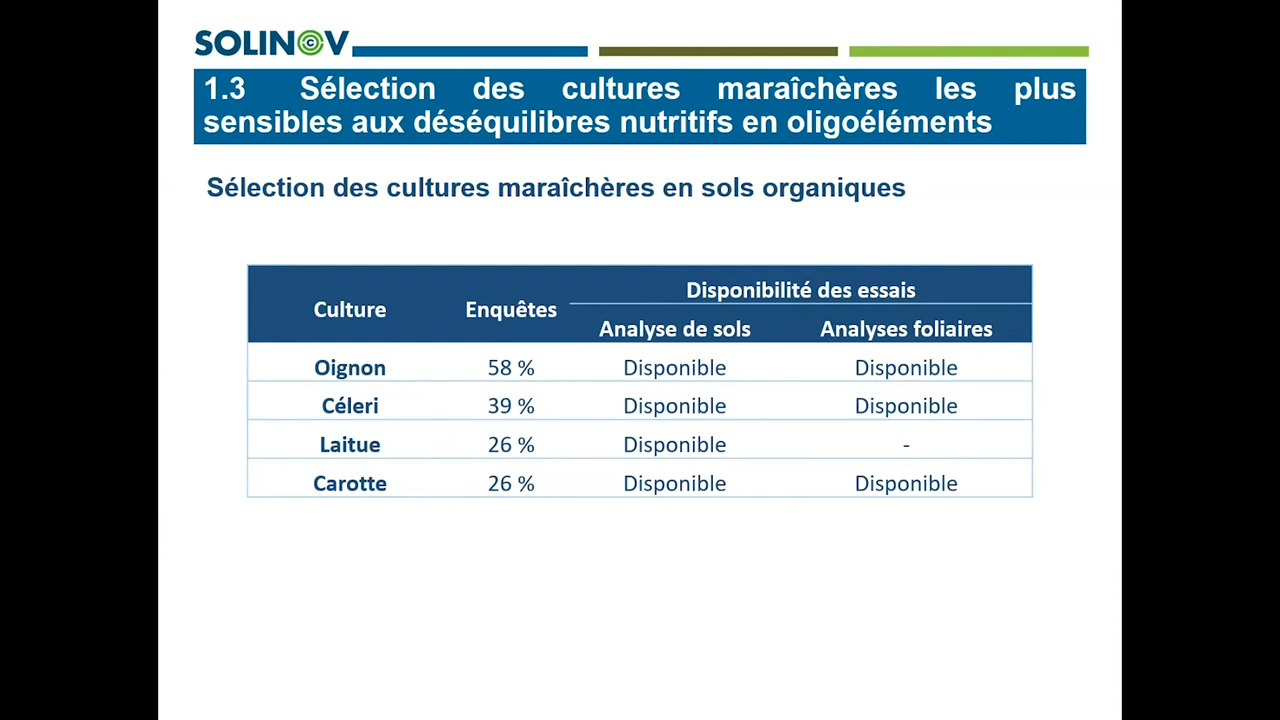 SOLINOV
1.3 Sélection des cultures maraîchères les plus
sensibles aux déséquilibres nutritifs en oligoéléments
Sélection des cultures maraîchères en sols organiques
Culture Enquêtes Disponibilité des essais
Analyse de sols Analyses foliaires
Oignon 58 % Disponible Disponible
Céleri 39 % Disponible Disponible
Laitue 26 % Disponible -
Carotte 26 % Disponible Disponible